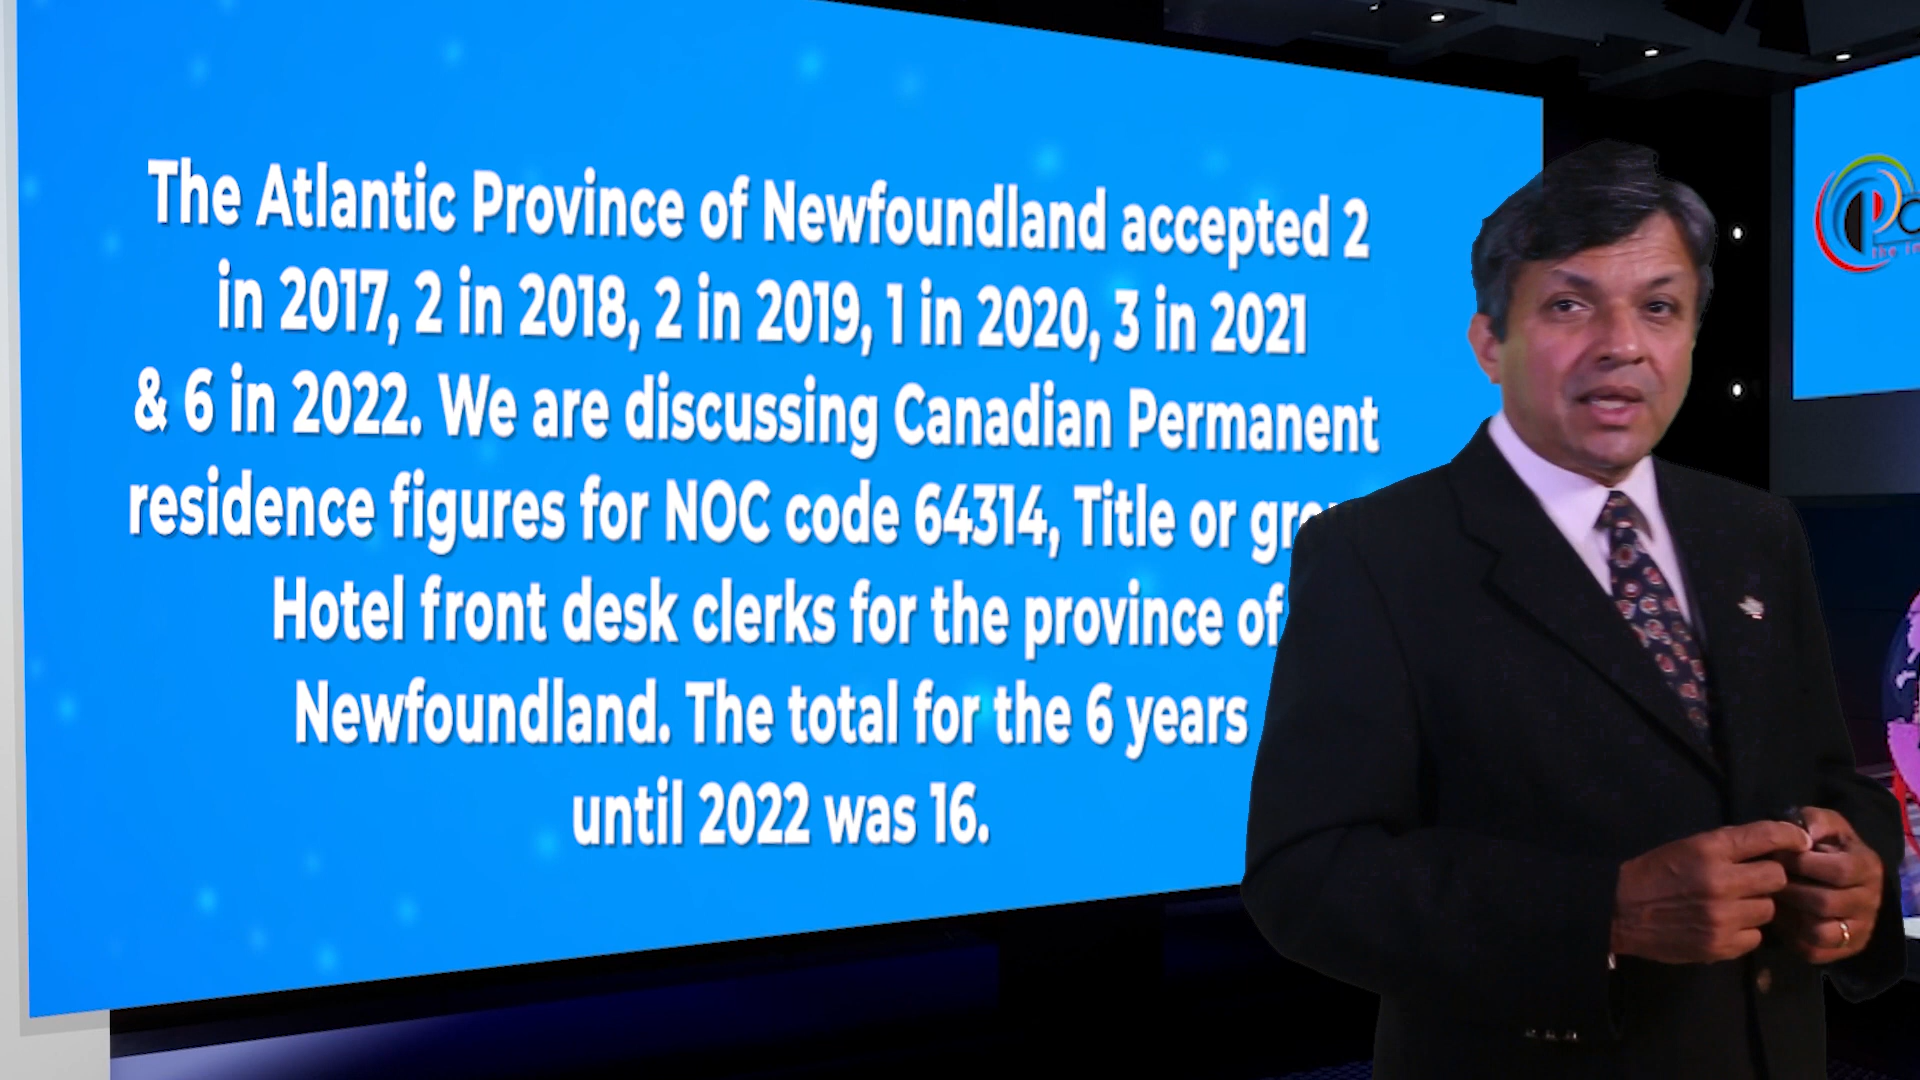 The Atlantic Province of Newfoundland accepted 2
in 2017, 2 in 2018, 2 in 2019, 1 in 2020, 3 in 2021
& 6 in 2022. We are discussing Canadian Permanent
residence figures for NOC code 64314, Title or
Hotel front desk clerks for the province of
Newfoundland. The total for the 6 years
until 2022 was 16.